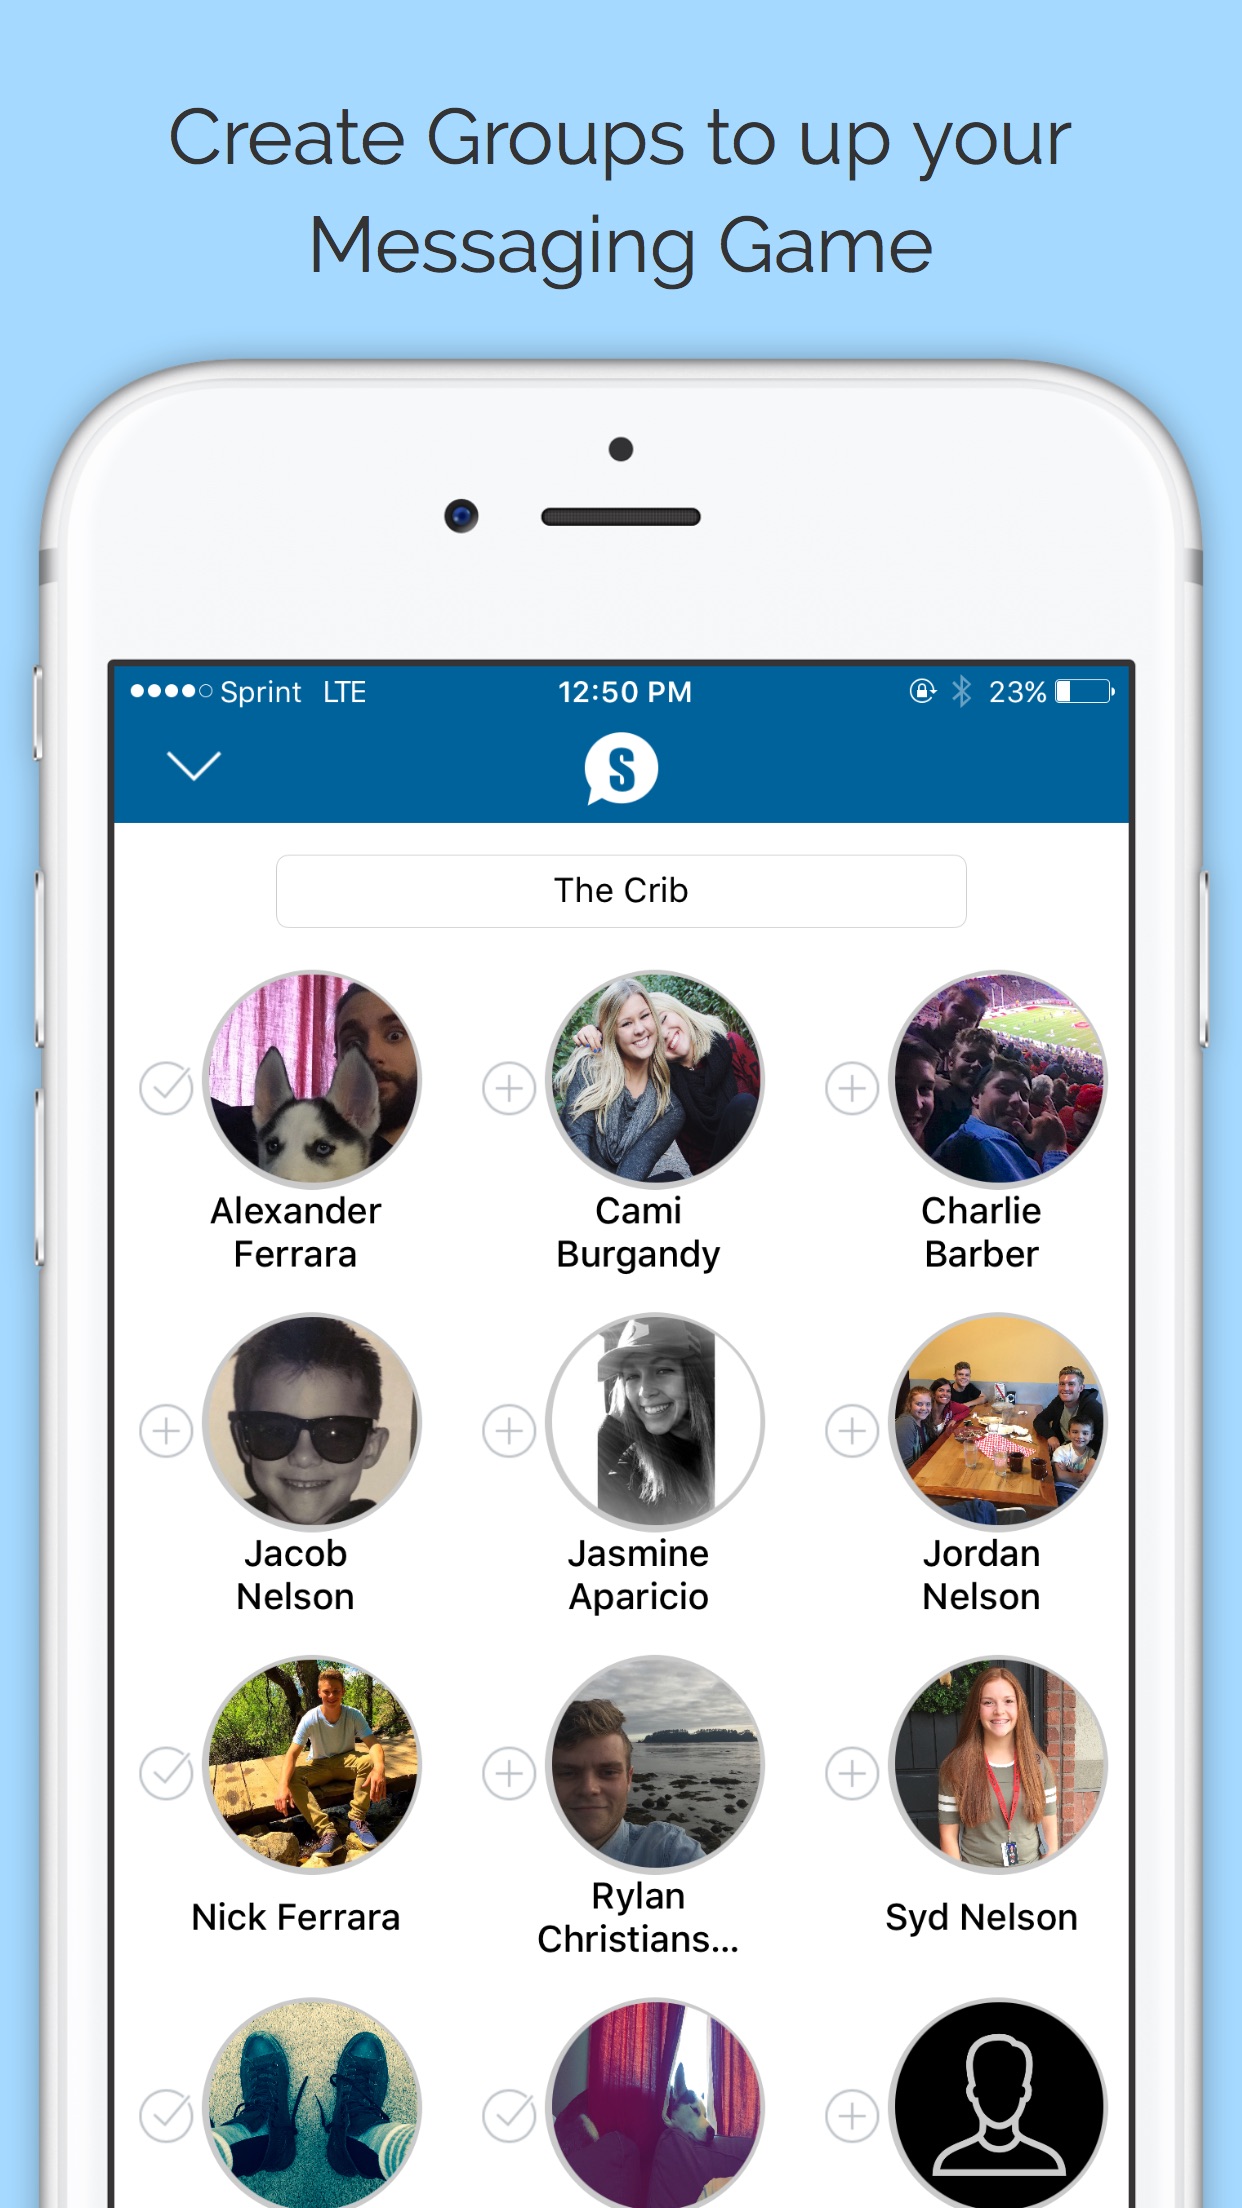 Create Groups to up your
Messaging Game
Sprint LTE 12:50 PM 23%
S
The Crib
Alexander
Ferrara
Cami
Burgandy
Charlie
Barber
Jacob
Nelson
Jasmine
Aparicio
Jordan
Nelson
Nick Ferrara
Rylan
Christians...
Syd Nelson